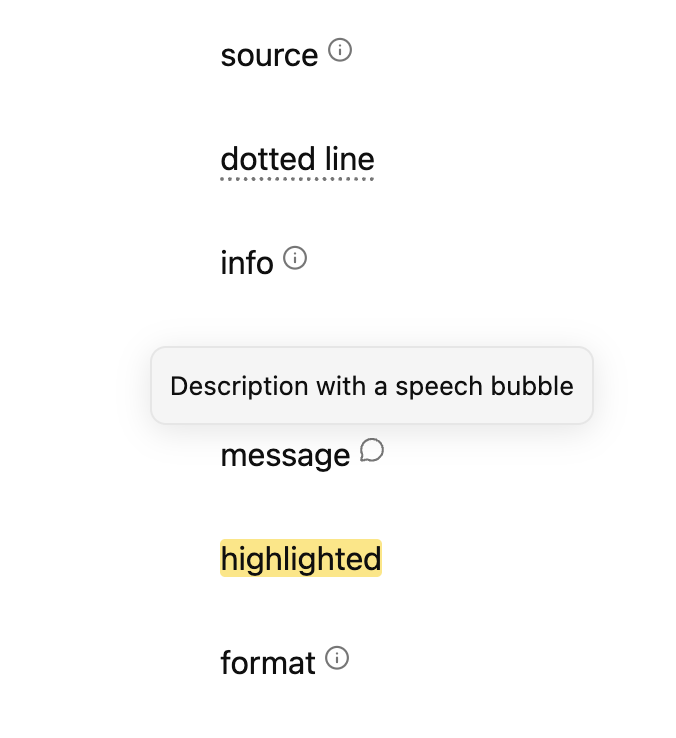 source
dotted line
info
Description with a speech bubble
message
highlighted
format